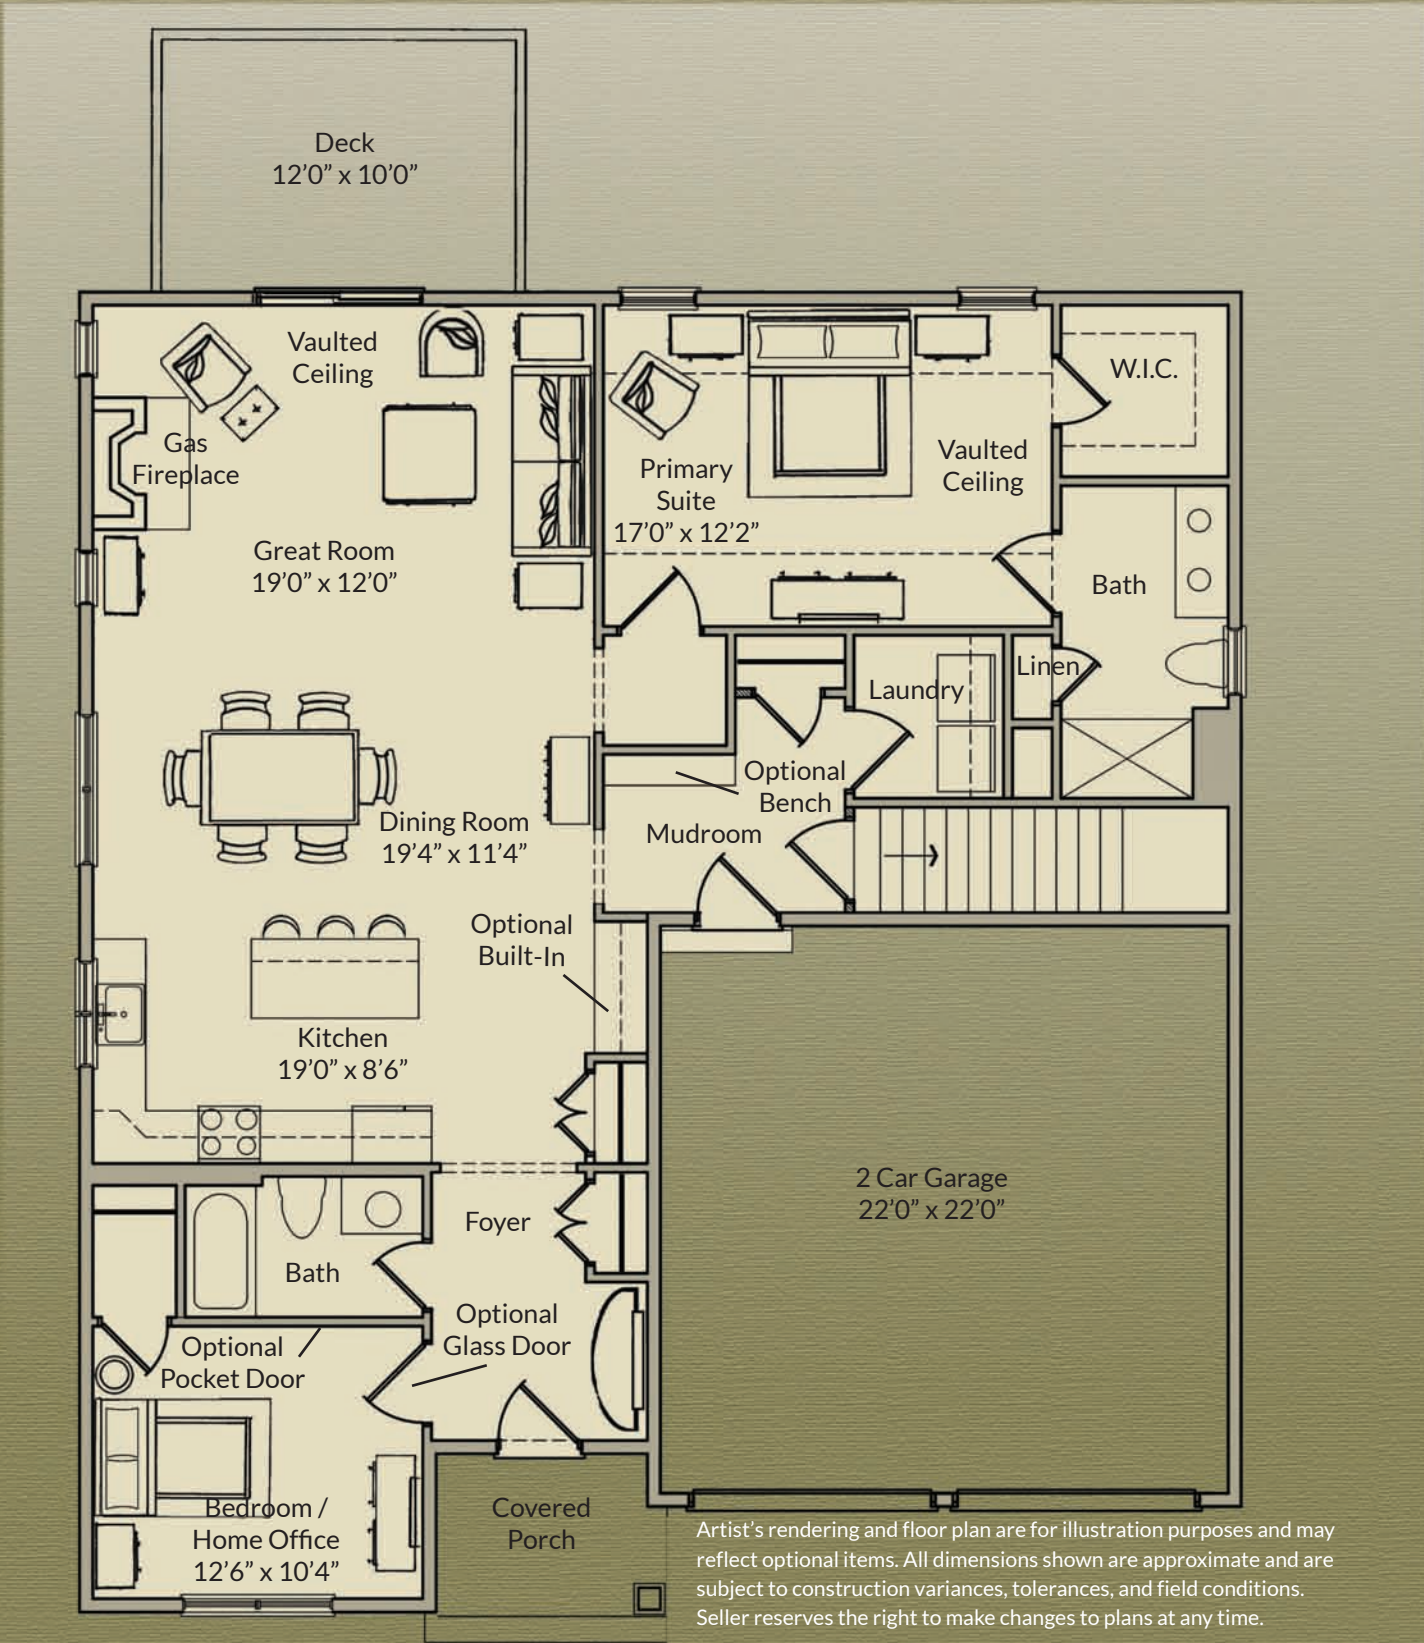 Deck
12’0” x 10’0”
Vaulted
Ceiling
Gas
Fireplace
Great Room
19’0” x 12’0”
Primary
Suite
17’0” x 12’2”
Vaulted
Ceiling
W.I.C.
Bath
Linen
Laundry
Optional
Bench
Mudroom
Dining Room
19’4” x 11’4”
Optional
Built-In
Kitchen
19’0” x 8’6”
2 Car Garage
22’0” x 22’0”
Foyer
Bath
Optional
Glass Door
Optional
Pocket Door
Bedroom /
Home Office
12’6” x 10’4”
Covered
Porch
Artist’s rendering and floor plan are for illustration purposes and may
reflect optional items. All dimensions shown are approximate and are
subject to construction variances, tolerances, and field conditions.
Seller reserves the right to make changes to plans at any time.